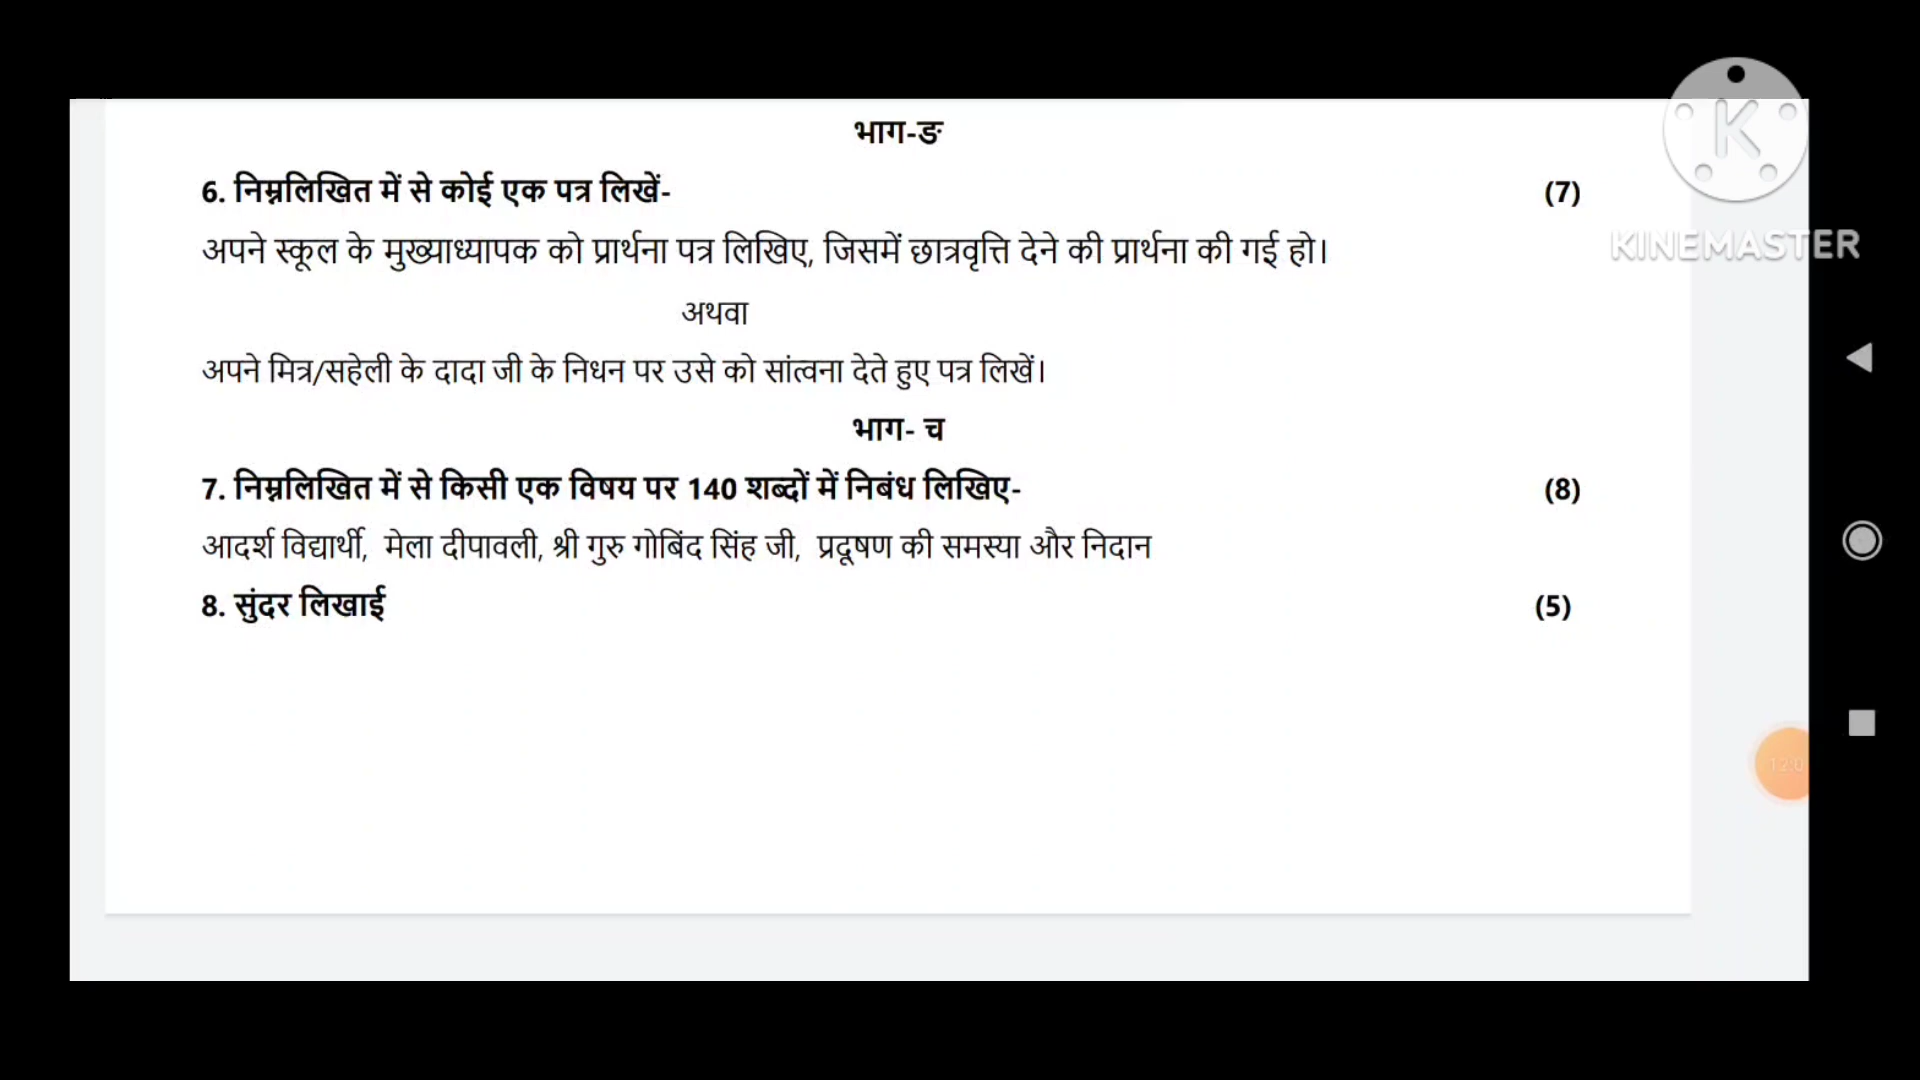 भाग-ङ
6. निम्नलिखित में से कोई एक पत्र लिखें- (7)
अपने स्कूल के मुख्याध्यापक को प्रार्थना पत्र लिखिए, जिसमें छात्रवृत्ति देने की प्रार्थना की गई हो।
अथवा
अपने मित्र/सहेली के दादा जी के निधन पर उसे को सांत्वना देते हुए पत्र लिखें।
भाग- च
7. निम्नलिखित में से किसी एक विषय पर 140 शब्दों में निबंध लिखिए- (8)
आदर्श विद्यार्थी, मेला दीपावली, श्री गुरु गोबिंद सिंह जी, प्रदूषण की समस्या और निदान
8. सुंदर लिखाई (5)
K
KINEMASTER